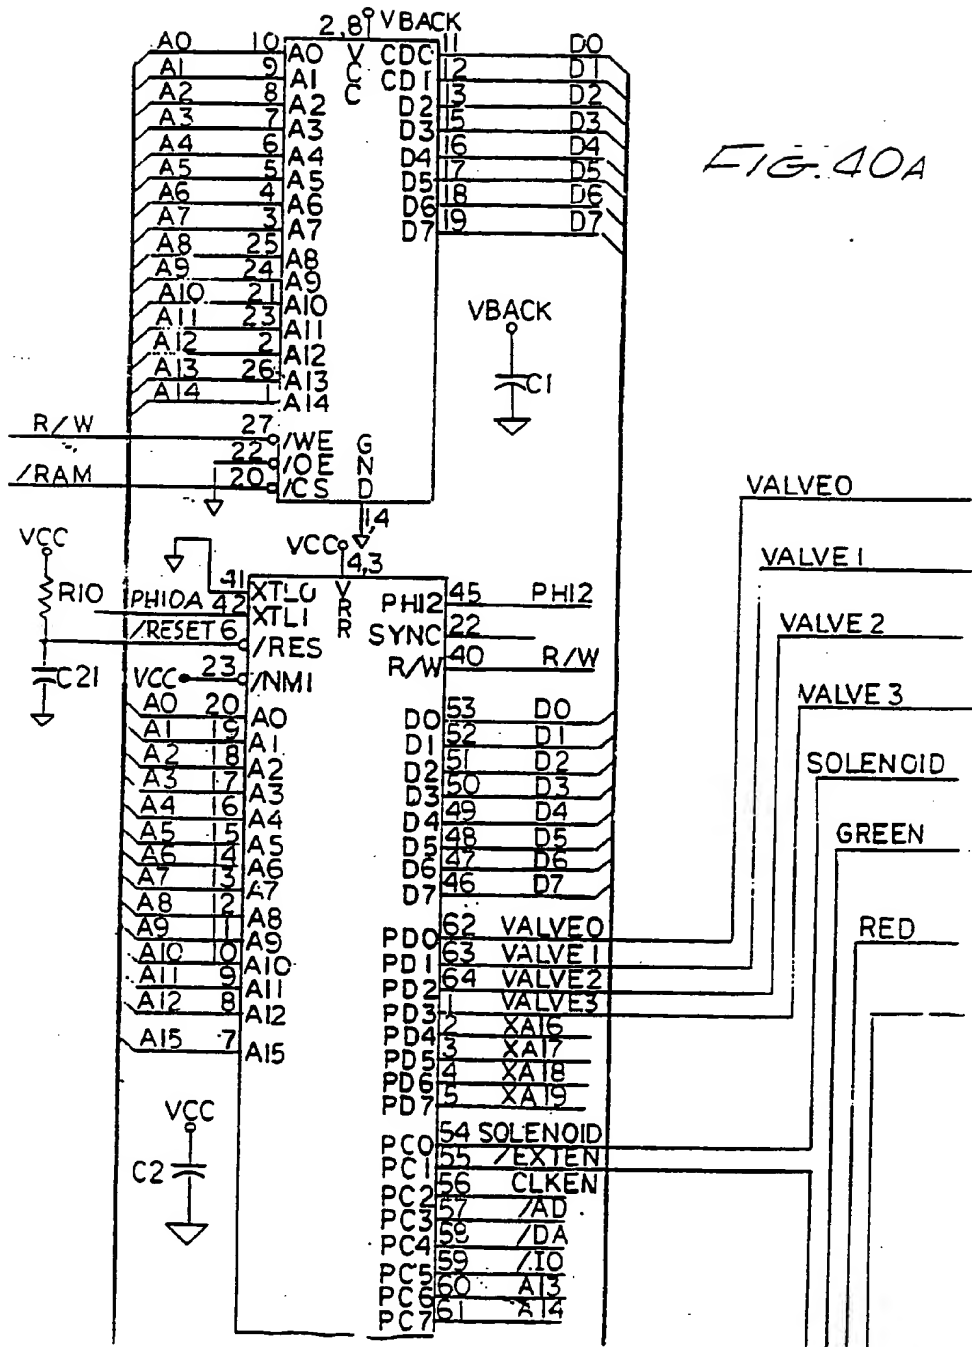 2,8 VBACK
A0 10 A0 V CDC 11 D0
A1 9 A1 C CD1 12 D1
A2 8 A2 C D2 13 D2
A3 7 A3 D3 15 D3
A4 6 A4 D4 16 D4
A5 5 A5 D5 17 D5
A6 4 A6 D6 18 D6
A7 3 A7 D7 19 D7
FIG. 40A
A8 25 A8
A9 24 A9
A10 21 A10
A11 23 A11
A12 2 A12
A13 26 A13
A14 1 A14
VBACK
C1
R/W 27 /WE G
22 /OE N
/RAM 20 /CS D
14
VCC
R10
C21
VCC 4,3
41 XTLO V PHI2 45 PHI2
PHIOA 42 XTLI R SYNC 22
/RESET 6 /RES R R/W 40 R/W
VCC 23 /NMI
A0 20 A0 D0 53 D0
A1 19 A1 D1 52 D1
A2 18 A2 D2 51 D2
A3 17 A3 D3 50 D3
A4 16 A4 D4 49 D4
A5 15 A5 D5 48 D5
A6 14 A6 D6 47 D6
A7 13 A7 D7 46 D7
A8 12 A8
A9 11 A9
A10 10 A10
A11 9 A11
A12 8 A12
A15 7 A15
PD0 62 VALVE0
PD1 63 VALVE1
PD2 64 VALVE2
PD3 1 VALVE3
PD4 2 XA16
PD5 3 XA17
PD6 4 XA18
PD7 5 XA19
VCC
C2
PC0 54 SOLENOID
PC1 55 /EXTEN
PC2 56 CLKEN
PC3 57 /AD
PC4 58 /DA
PC5 59 /IO
PC6 60 A13
PC7 61 A14
VALVE0
VALVE 1
VALVE 2
VALVE 3
SOLENOID
GREEN
RED